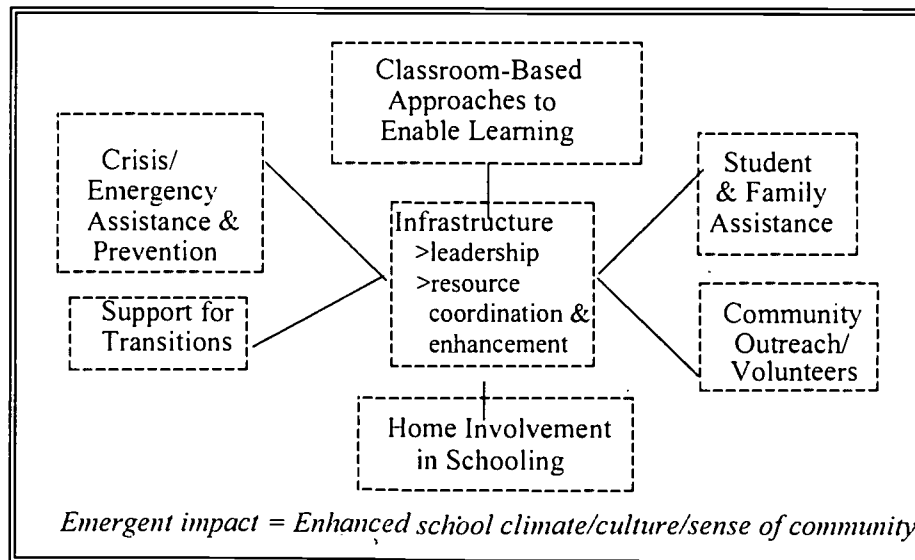 Classroom-Based
Approaches to
Enable Learning
Crisis/
Emergency
Assistance &
Prevention
Student
& Family
Assistance
Infrastructure
>leadership
>resource
coordination &
enhancement
Support for
Transitions
Community
Outreach/
Volunteers
Home Involvement
in Schooling
Emergent impact = Enhanced school climate/culture/sense of community